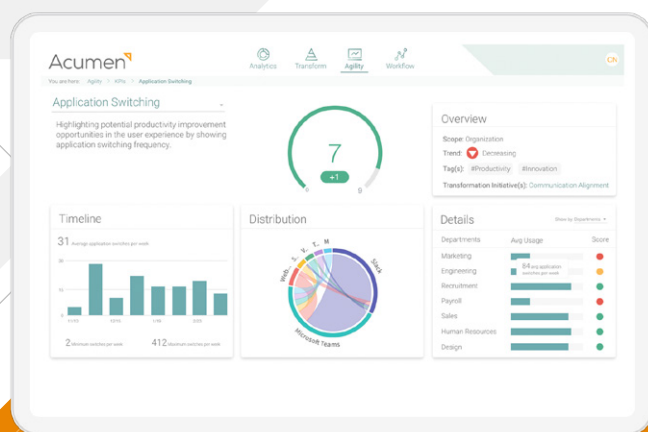 Acumen
Analytics
Transform
Agility
Workflow
CN
You are here: Agility > KPIs > Application Switching
Application Switching
Highlighting potential productivity improvement
opportunities in the user experience by showing
application switching frequency.
7
+1
Overview
Scope: Organization
Trend: Decreasing
Tag(s): #Productivity #Innovation
Transformation Initiative(s): Communication Alignment
Timeline
31 Average application switches per week
2 Minimum switches per week
412 Maximum switches per week
Distribution
Web...
S.
V.
T..
M
Slack
Microsoft Teams
Details
Show by Departments
Departments Avg Usage Score
Marketing
Engineering
64 avg application
switches per week
Recruitment
Payroll
Sales
Human Resources
Design